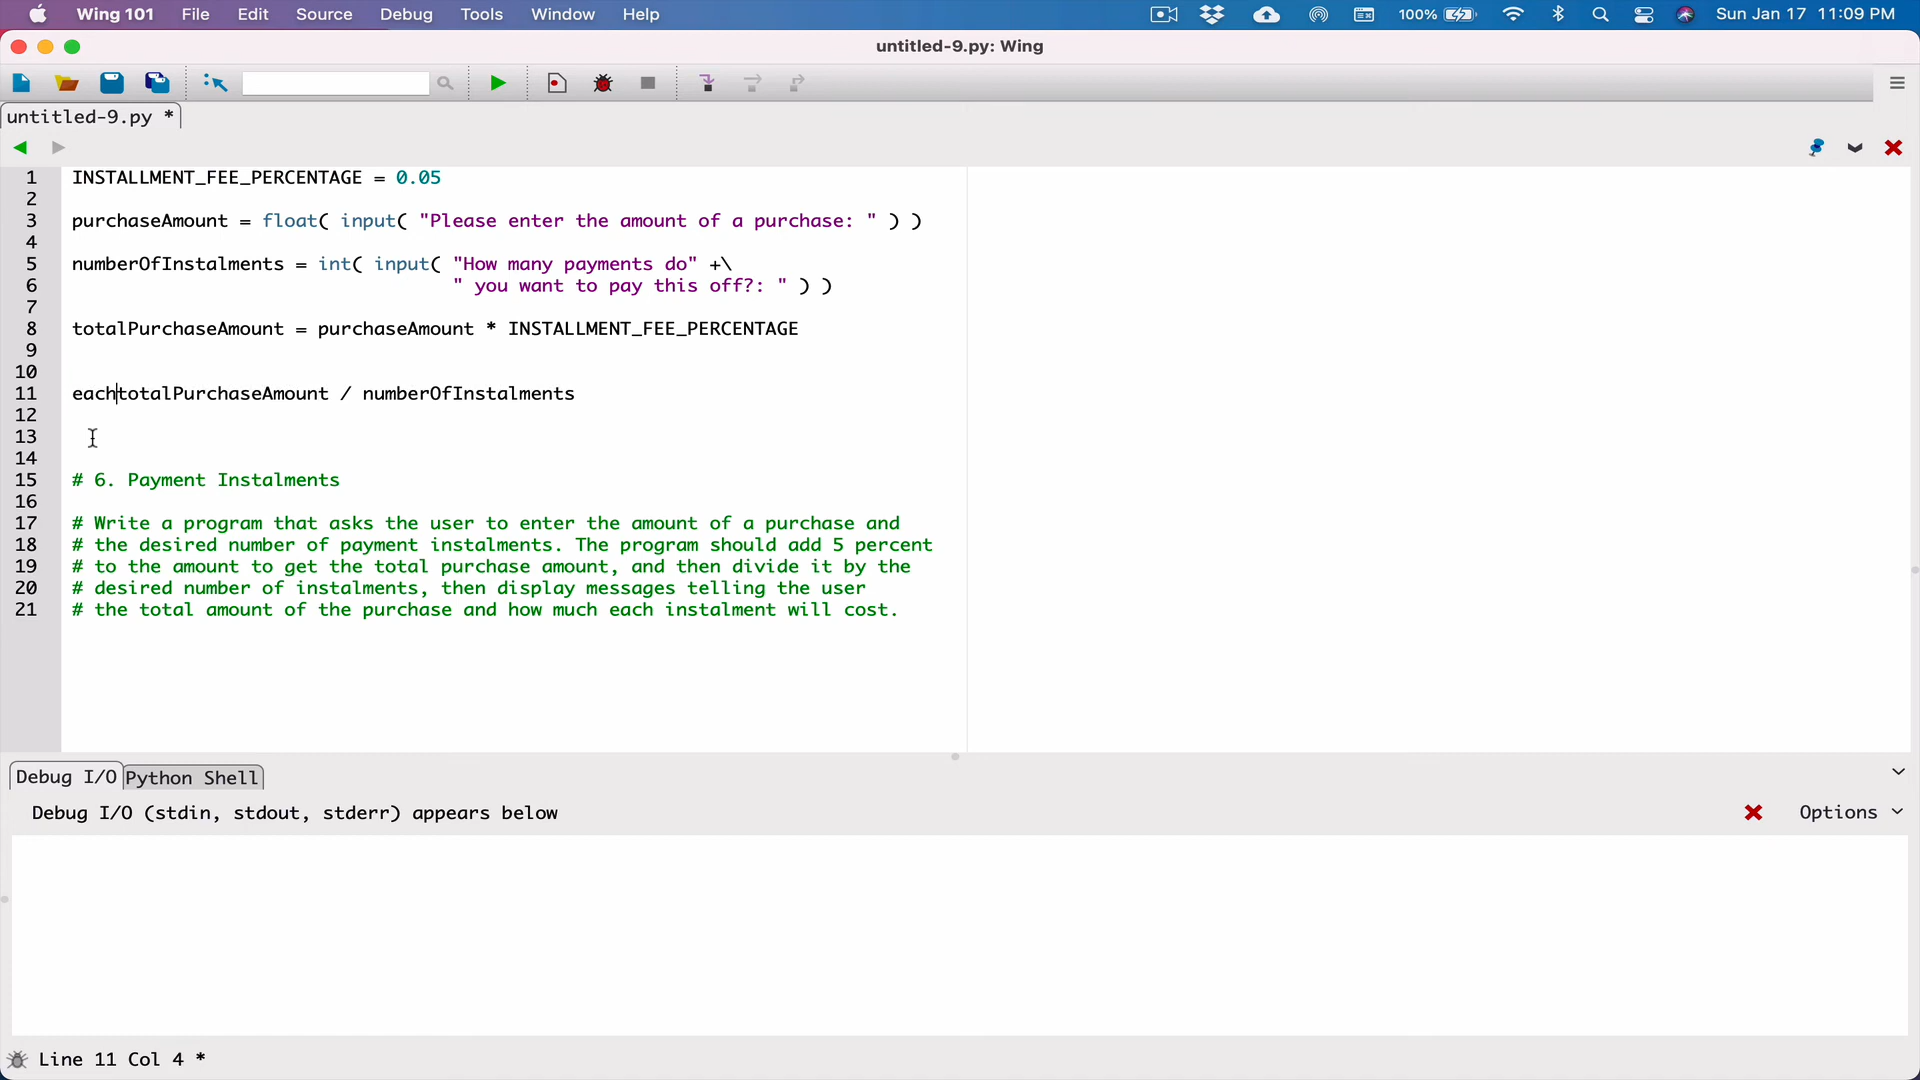 Wing 101 File Edit Source Debug Tools Window Help 100% Sun Jan 17 11:09 PM
untitled-9.py: Wing
untitled-9.py *
1 INSTALLMENT_FEE_PERCENTAGE = 0.05
2
3 purchaseAmount = float( input( "Please enter the amount of a purchase: " ) )
4
5 numberOfInstalments = int( input( "How many payments do" +\
6 " you want to pay this off?: " ) )
7
8 totalPurchaseAmount = purchaseAmount * INSTALLMENT_FEE_PERCENTAGE
9
10
11 eachtotalPurchaseAmount / numberOfInstalments
12
13
14
15 # 6. Payment Instalments
16
17 # Write a program that asks the user to enter the amount of a purchase and
18 # the desired number of payment instalments. The program should add 5 percent
19 # to the amount to get the total purchase amount, and then divide it by the
20 # desired number of instalments, then display messages telling the user
21 # the total amount of the purchase and how much each instalment will cost.
Debug I/O Python Shell
Debug I/O (stdin, stdout, stderr) appears below Options
Line 11 Col 4 *